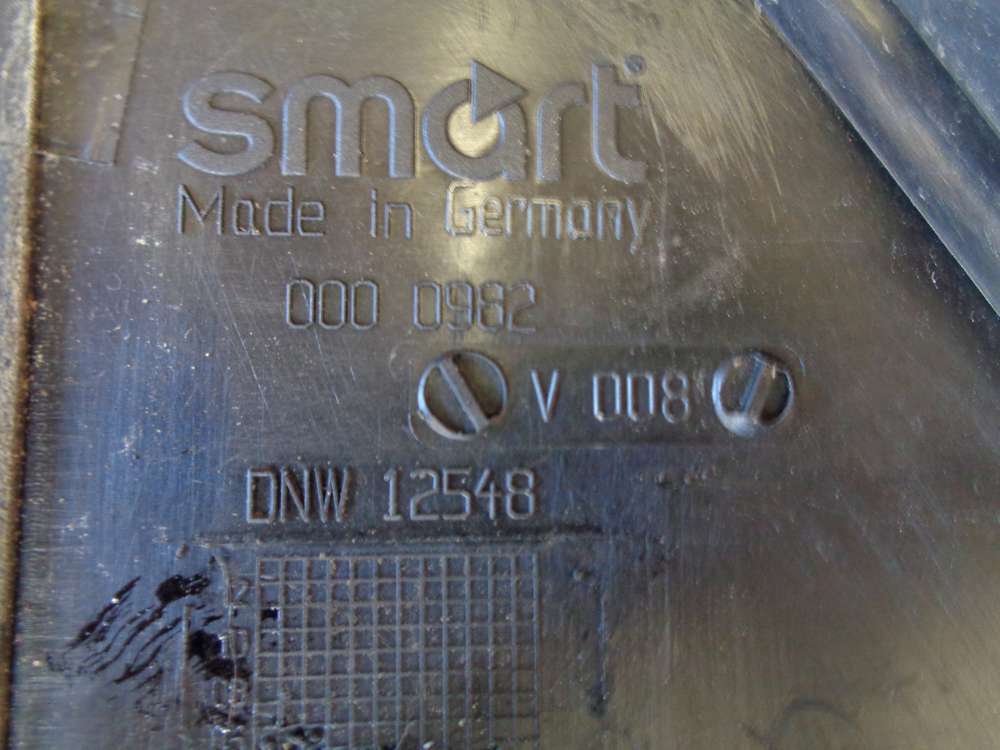 smart
Made in Germany
000 0982
V 008
DNW 12548